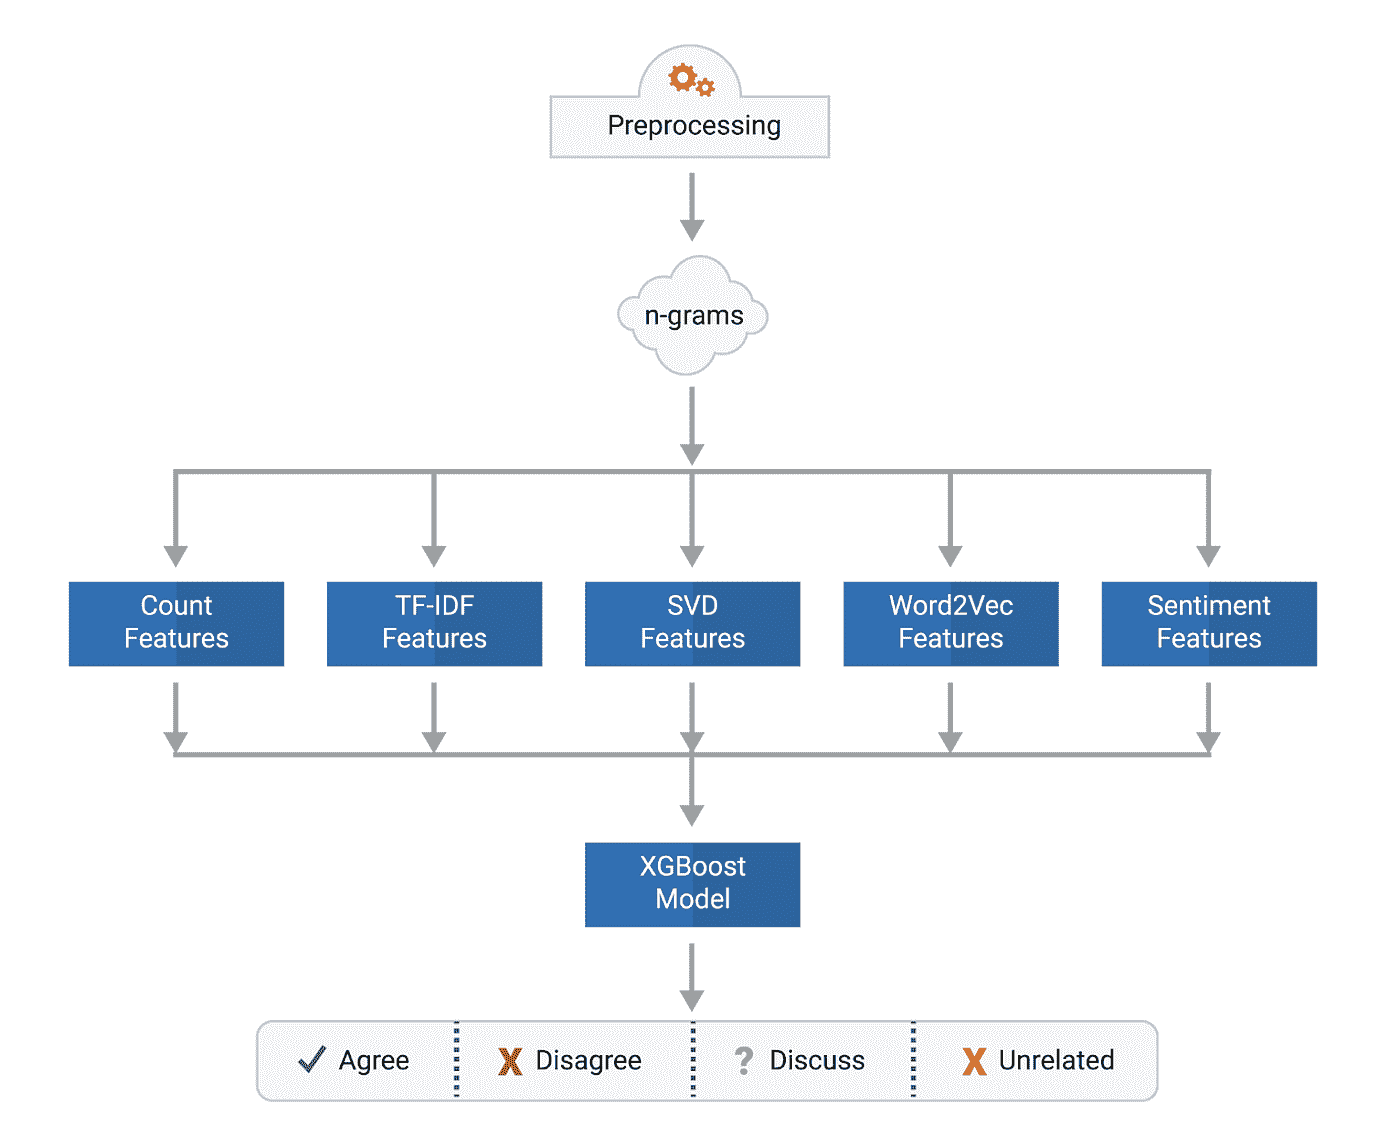 Preprocessing
n-grams
Count
Features
TF-IDF
Features
SVD
Features
Word2Vec
Features
Sentiment
Features
XGBoost
Model
Agree
Disagree
? Discuss
Unrelated